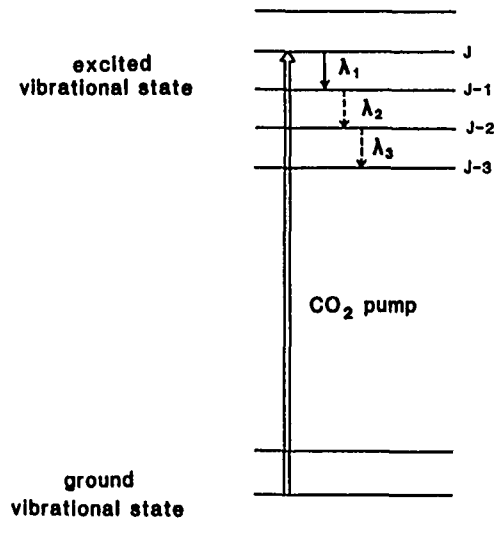 excited
vibrational state
J
λ1
J-1
λ2
J-2
λ3
J-3
CO2 pump
ground
vibrational state